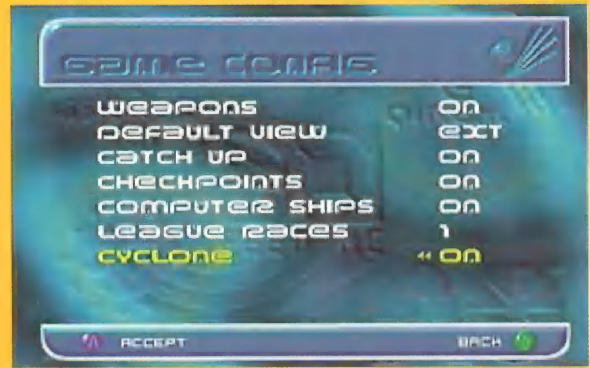 GAME CONFIG
WEAPONS ON
DEFAULT VIEW EXT
CATCH UP ON
CHECKPOINTS ON
COMPUTER SHIPS ON
LEAGUE RACES 1
CYCLONE ON
ACCEPT BACK